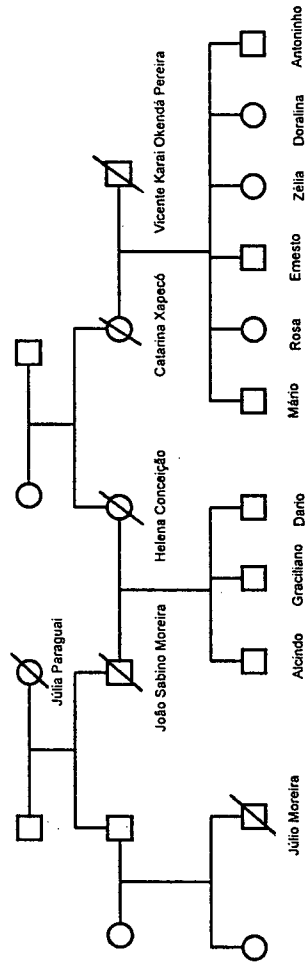 Júlia Paraguai
João Sabino Moreira
Helena Conceição
Catarina Xapecó
Vicente Karai Okendá Pereira
Júlio Moreira
Alcindo
Graciliano
Dario
Mário
Rosa
Ernesto
Zélia
Doralina
Antoninho